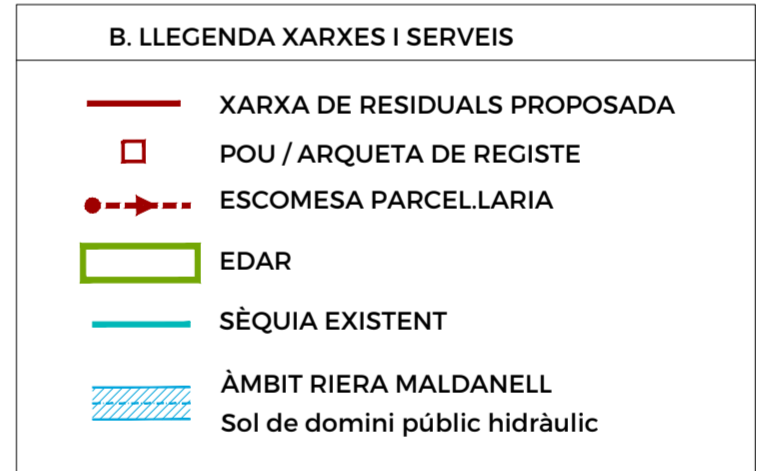 B. LLEGENDA XARXES I SERVEIS
XARXA DE RESIDUALS PROPOSADA
POU / ARQUETA DE REGISTE
ESCOMESA PARCEL.LARIA
EDAR
SÈQUIA EXISTENT
ÀMBIT RIERA MALDANELL
Sol de domini públic hidràulic